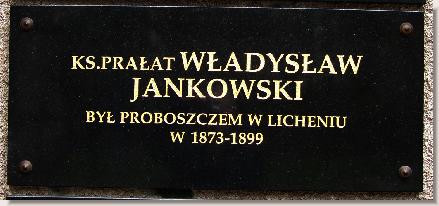 KS.PRAŁAT WŁADYSŁAW
JANKOWSKI
BYŁ PROBOSZCZEM W LICHENIU
W 1873-1899